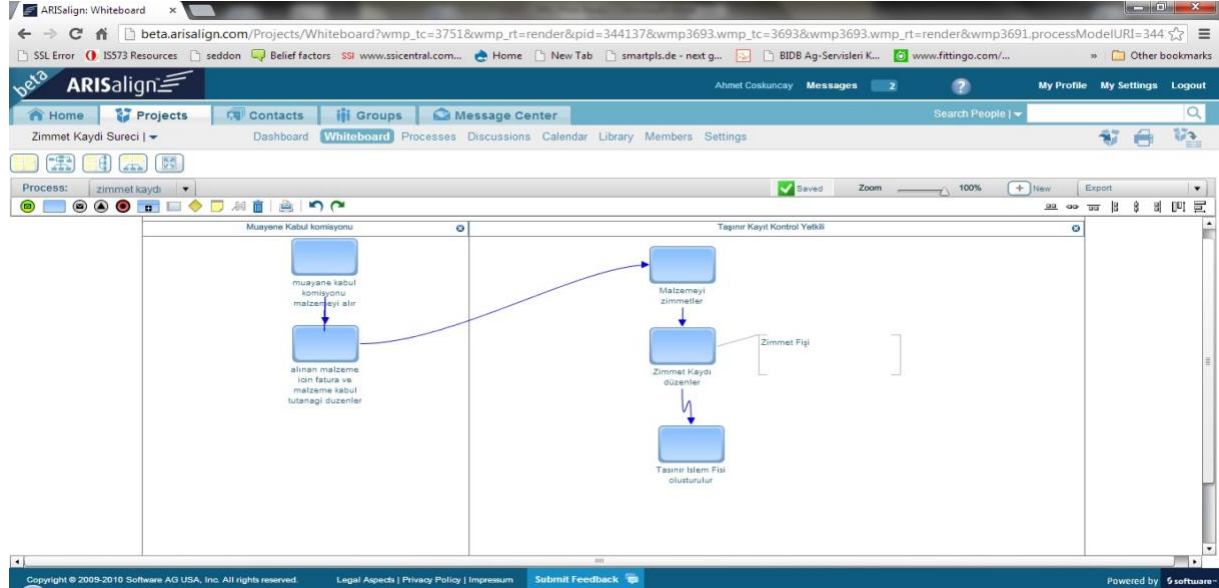 ARISalign: Whiteboard
beta.arisalign.com/Projects/Whiteboard?wmp_tc=3751&wmp_rt=render&pid=344137&wmp3693.wmp_tc=3693&wmp3693.wmp_rt=render&wmp3691.processModelURI=344
SSL Error IS573 Resources seddon Belief factors SSI www.ssicentral.com... Home New Tab smartpls.de - next g... BIDB Ag-Servisleri K... www.fittingo.com/... » Other bookmarks
beta ARISalign Ahmet Coskuncay Messages 2 ? My Profile My Settings Logout
Home Projects Contacts Groups Message Center Search People
Zimmet Kaydi Sureci | Dashboard Whiteboard Processes Discussions Calendar Library Members Settings
Process: zimmet kaydı Saved Zoom 100% New Export
Muayene Kabul komisyonu Taşınır Kayıt Kontrol Yetkili
muayane kabul
komisyonu
malzemeyi alır
Malzemeyi
zimmetler
Zimmet Fişi
alınan malzeme
icin fatura ve
malzeme kabul
tutanagi duzenler
Zimmet Kaydı
düzenler
Tasınır Islem Fisi
olusturulur
Copyright © 2009-2010 Software AG USA, Inc. All rights reserved. Legal Aspects | Privacy Policy | Impressum Submit Feedback Powered by software